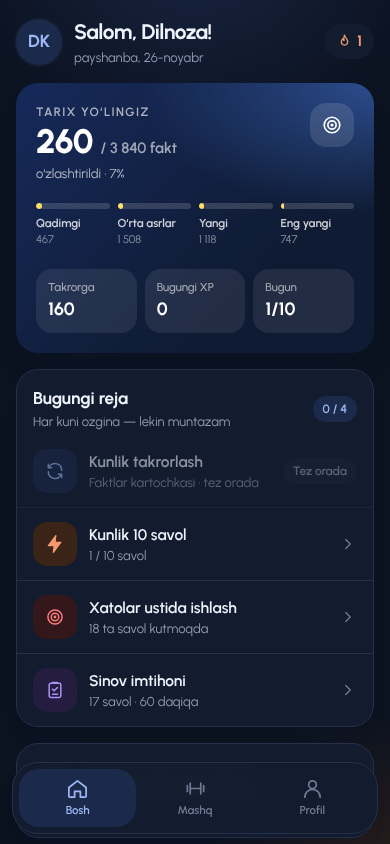 DK
Salom, Dilnoza!
payshanba, 26-noyabr
1
TARIX YO'LINGIZ
260 / 3 840 fakt
o'zlashtirildi · 7%
Qadimgi
467
O'rta asrlar
1 508
Yangi
1 118
Eng yangi
747
Takrorga
160
Bugungi XP
0
Bugun
1/10
Bugungi reja
Har kuni ozgina — lekin muntazam
0 / 4
Kunlik takrorlash
Faktlar kartochkasi · tez orada
Tez orada
Kunlik 10 savol
1 / 10 savol
Xatolar ustida ishlash
18 ta savol kutmoqda
Sinov imtihoni
17 savol · 60 daqiqa
Bosh
Mashq
Profil